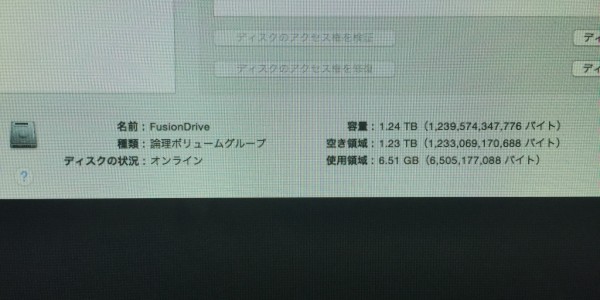 ディスクのアクセス権を検証
ディ
ディスクのアクセス権を修復
ディ
名前：FusionDrive
種類：論理ボリュームグループ
ディスクの状況：オンライン
容量：1.24 TB（1,239,574,347,776 バイト）
空き領域：1.23 TB（1,233,069,170,688 バイト）
使用領域：6.51 GB（6,505,177,088 バイト）
?